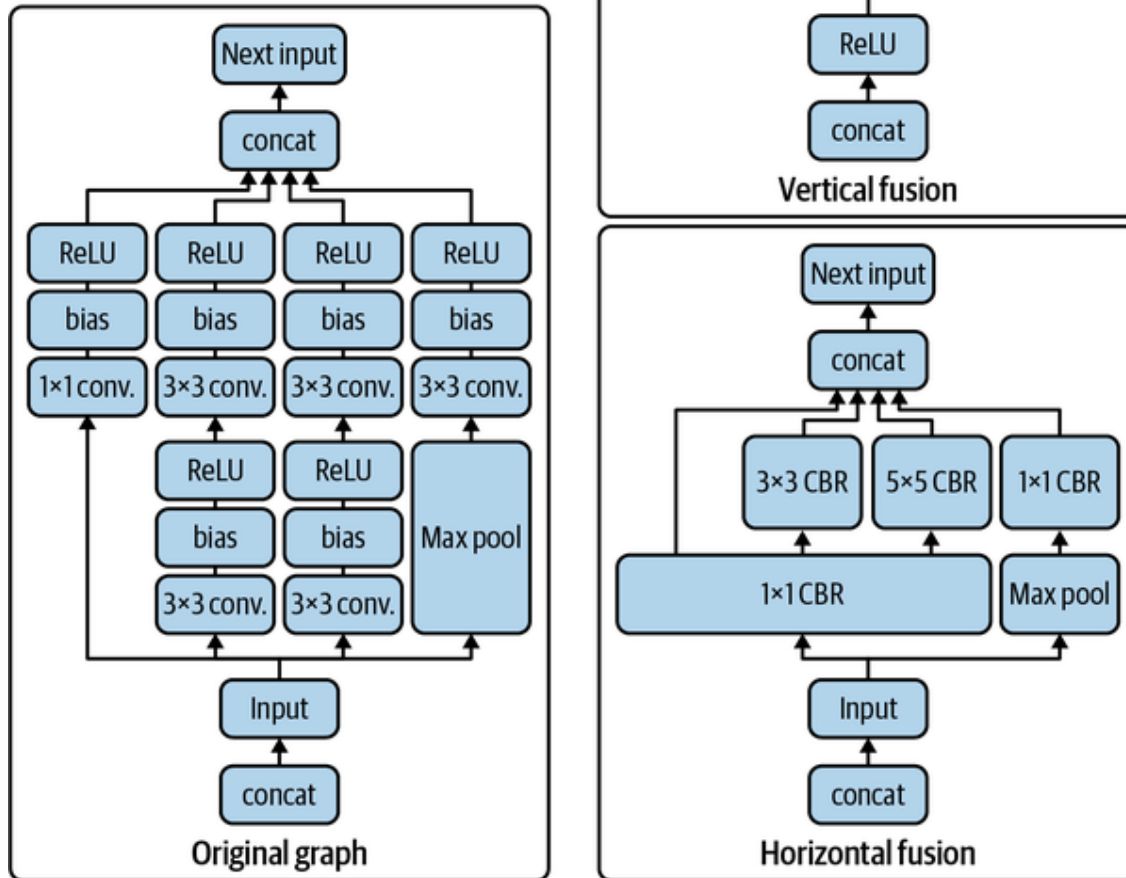 Next input
concat
ReLU ReLU ReLU ReLU
bias bias bias bias
1×1 conv. 3×3 conv. 3×3 conv. 3×3 conv.
ReLU ReLU
bias bias Max pool
3×3 conv. 3×3 conv.
Input
concat
Original graph
ReLU
concat
Vertical fusion
Next input
concat
3×3 CBR 5×5 CBR 1×1 CBR
1×1 CBR Max pool
Input
concat
Horizontal fusion